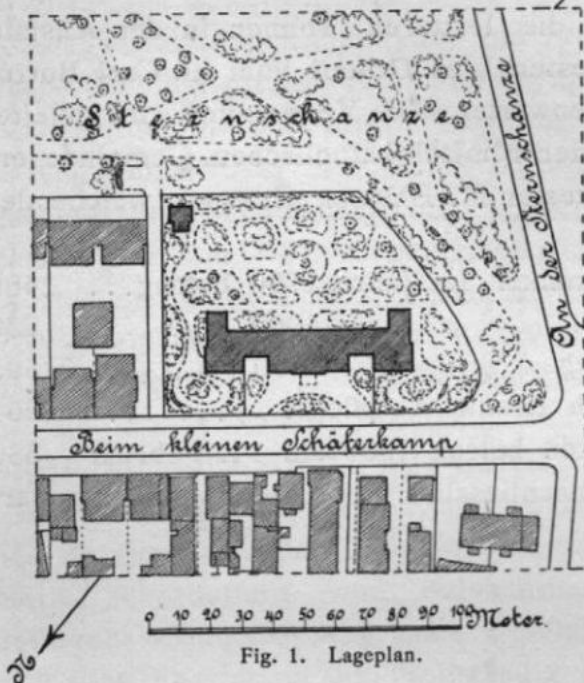 Sternschanze
An der Sternschanze
Beim kleinen Schäferkamp
N
0 10 20 30 40 50 60 70 80 90 100 Meter.
Fig. 1. Lageplan.